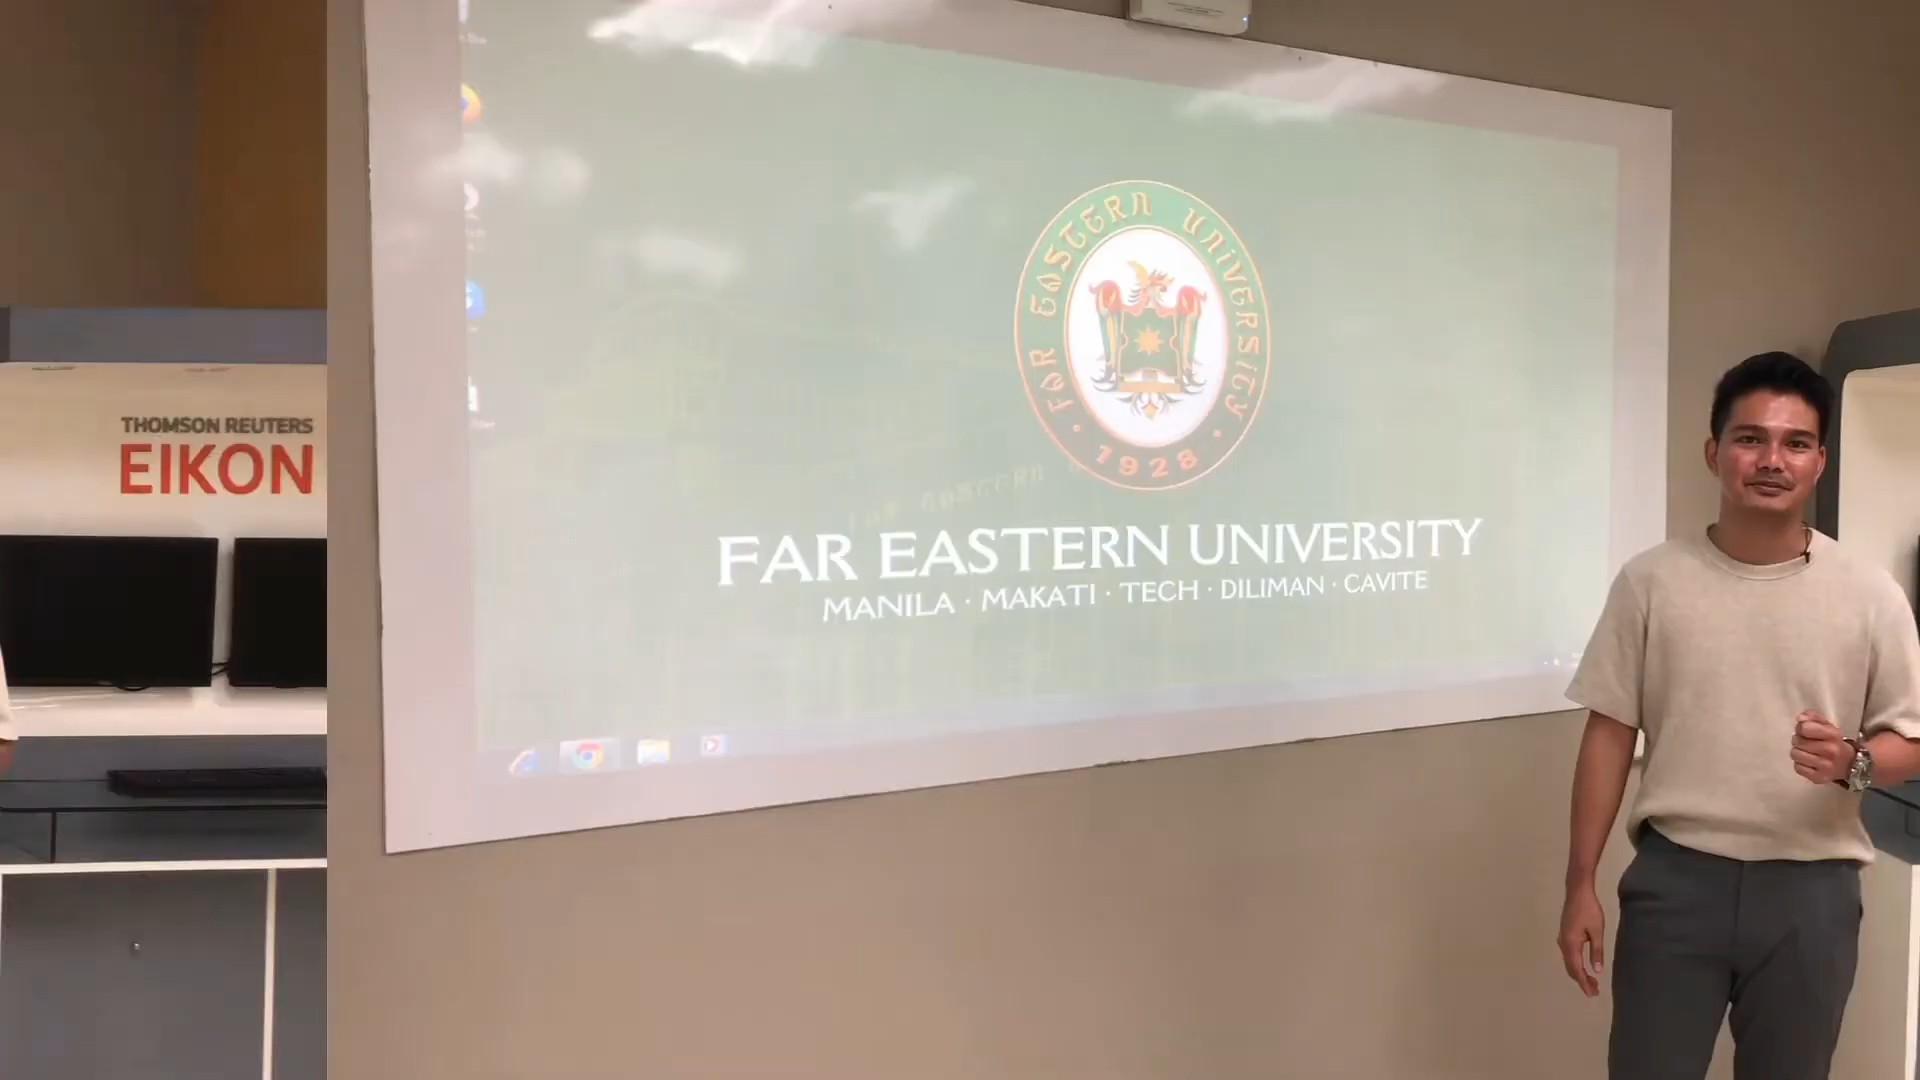 THOMSON REUTERS
EIKON
FAR EASTERN UNIVERSITY
1928
FAR EASTERN UNIVERSITY
MANILA · MAKATI · TECH · DILIMAN · CAVITE